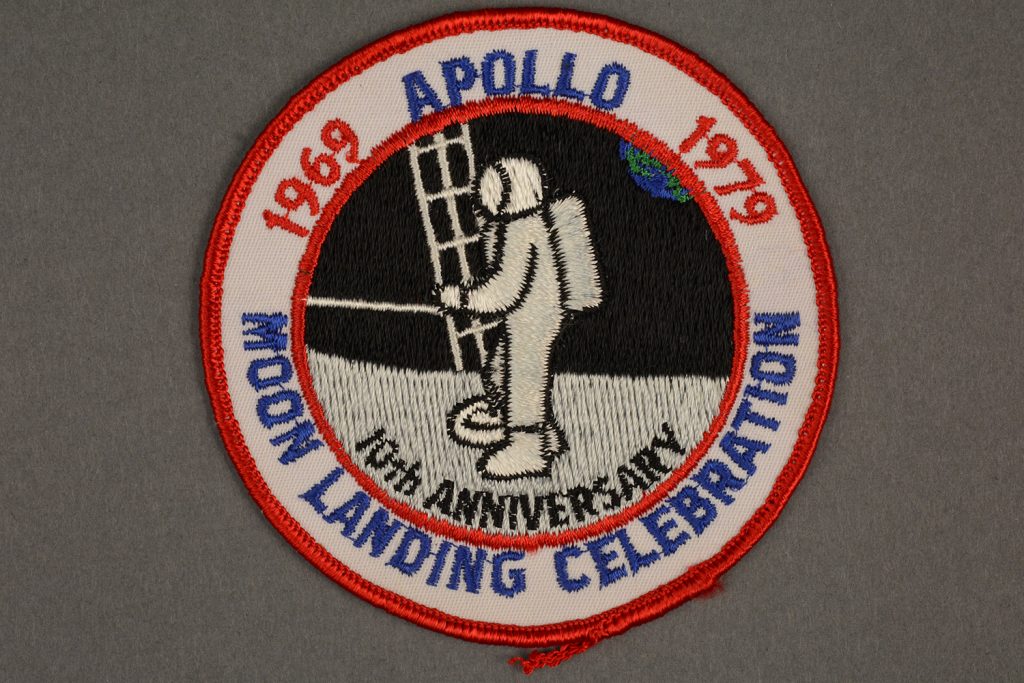 APOLLO
1969
1979
10th ANNIVERSARY
MOON LANDING CELEBRATION